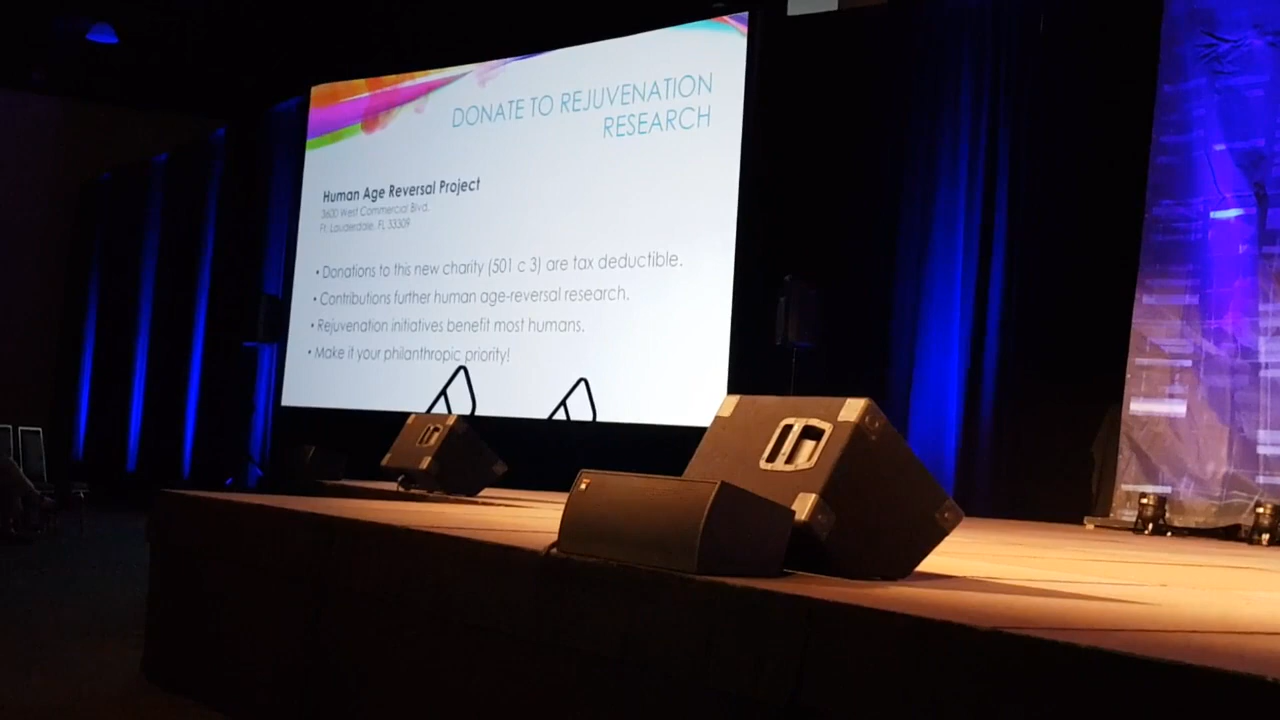 DONATE TO REJUVENATION
RESEARCH
Human Age Reversal Project
3600 West Commercial Blvd.
Ft. Lauderdale, FL 33309
• Donations to this new charity (501 c 3) are tax deductible.
• Contributions further human age-reversal research.
• Rejuvenation initiatives benefit most humans.
• Make it your philanthropic priority!